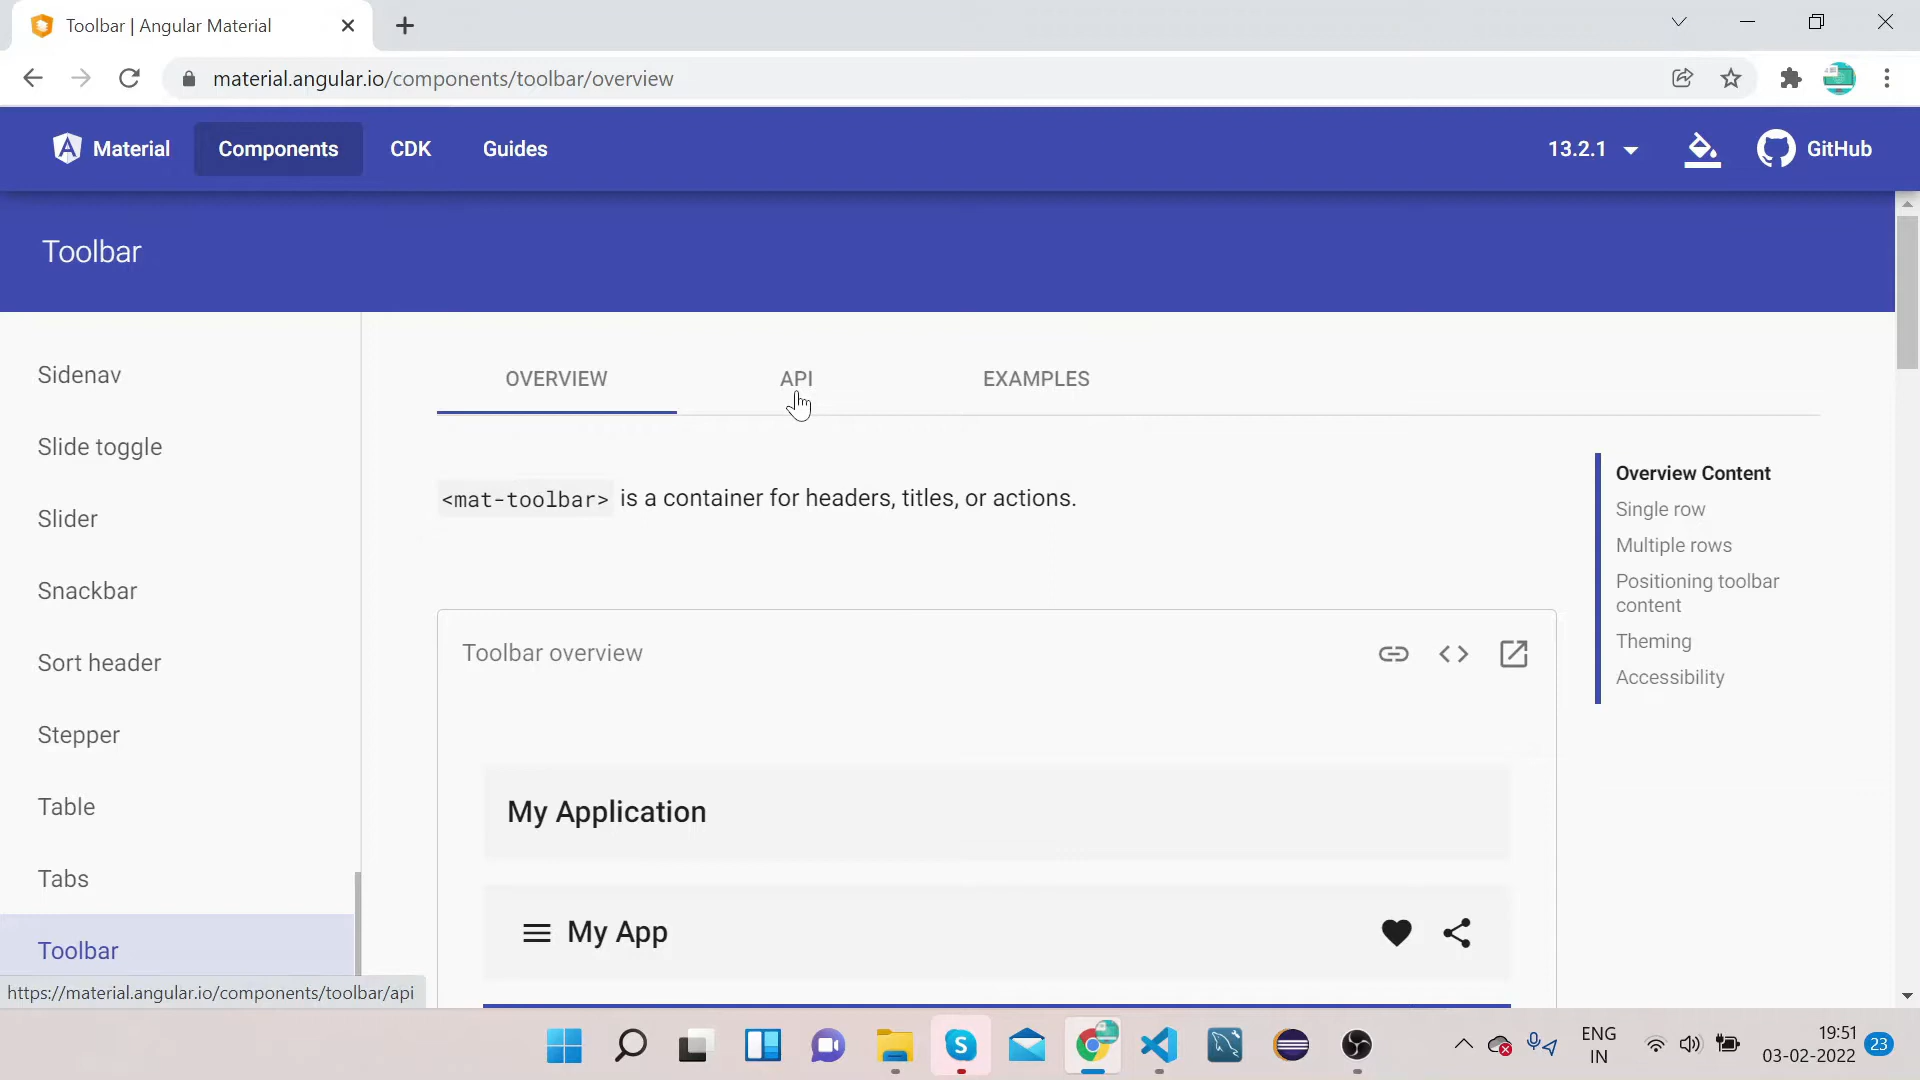 Toolbar | Angular Material
material.angular.io/components/toolbar/overview
Material Components CDK Guides 13.2.1 GitHub
Toolbar
Sidenav
Slide toggle
Slider
Snackbar
Sort header
Stepper
Table
Tabs
Toolbar
OVERVIEW API EXAMPLES
<mat-toolbar> is a container for headers, titles, or actions.
Toolbar overview
My Application
My App
Overview Content
Single row
Multiple rows
Positioning toolbar
content
Theming
Accessibility
https://material.angular.io/components/toolbar/api
ENG
IN
19:51
03-02-2022
23